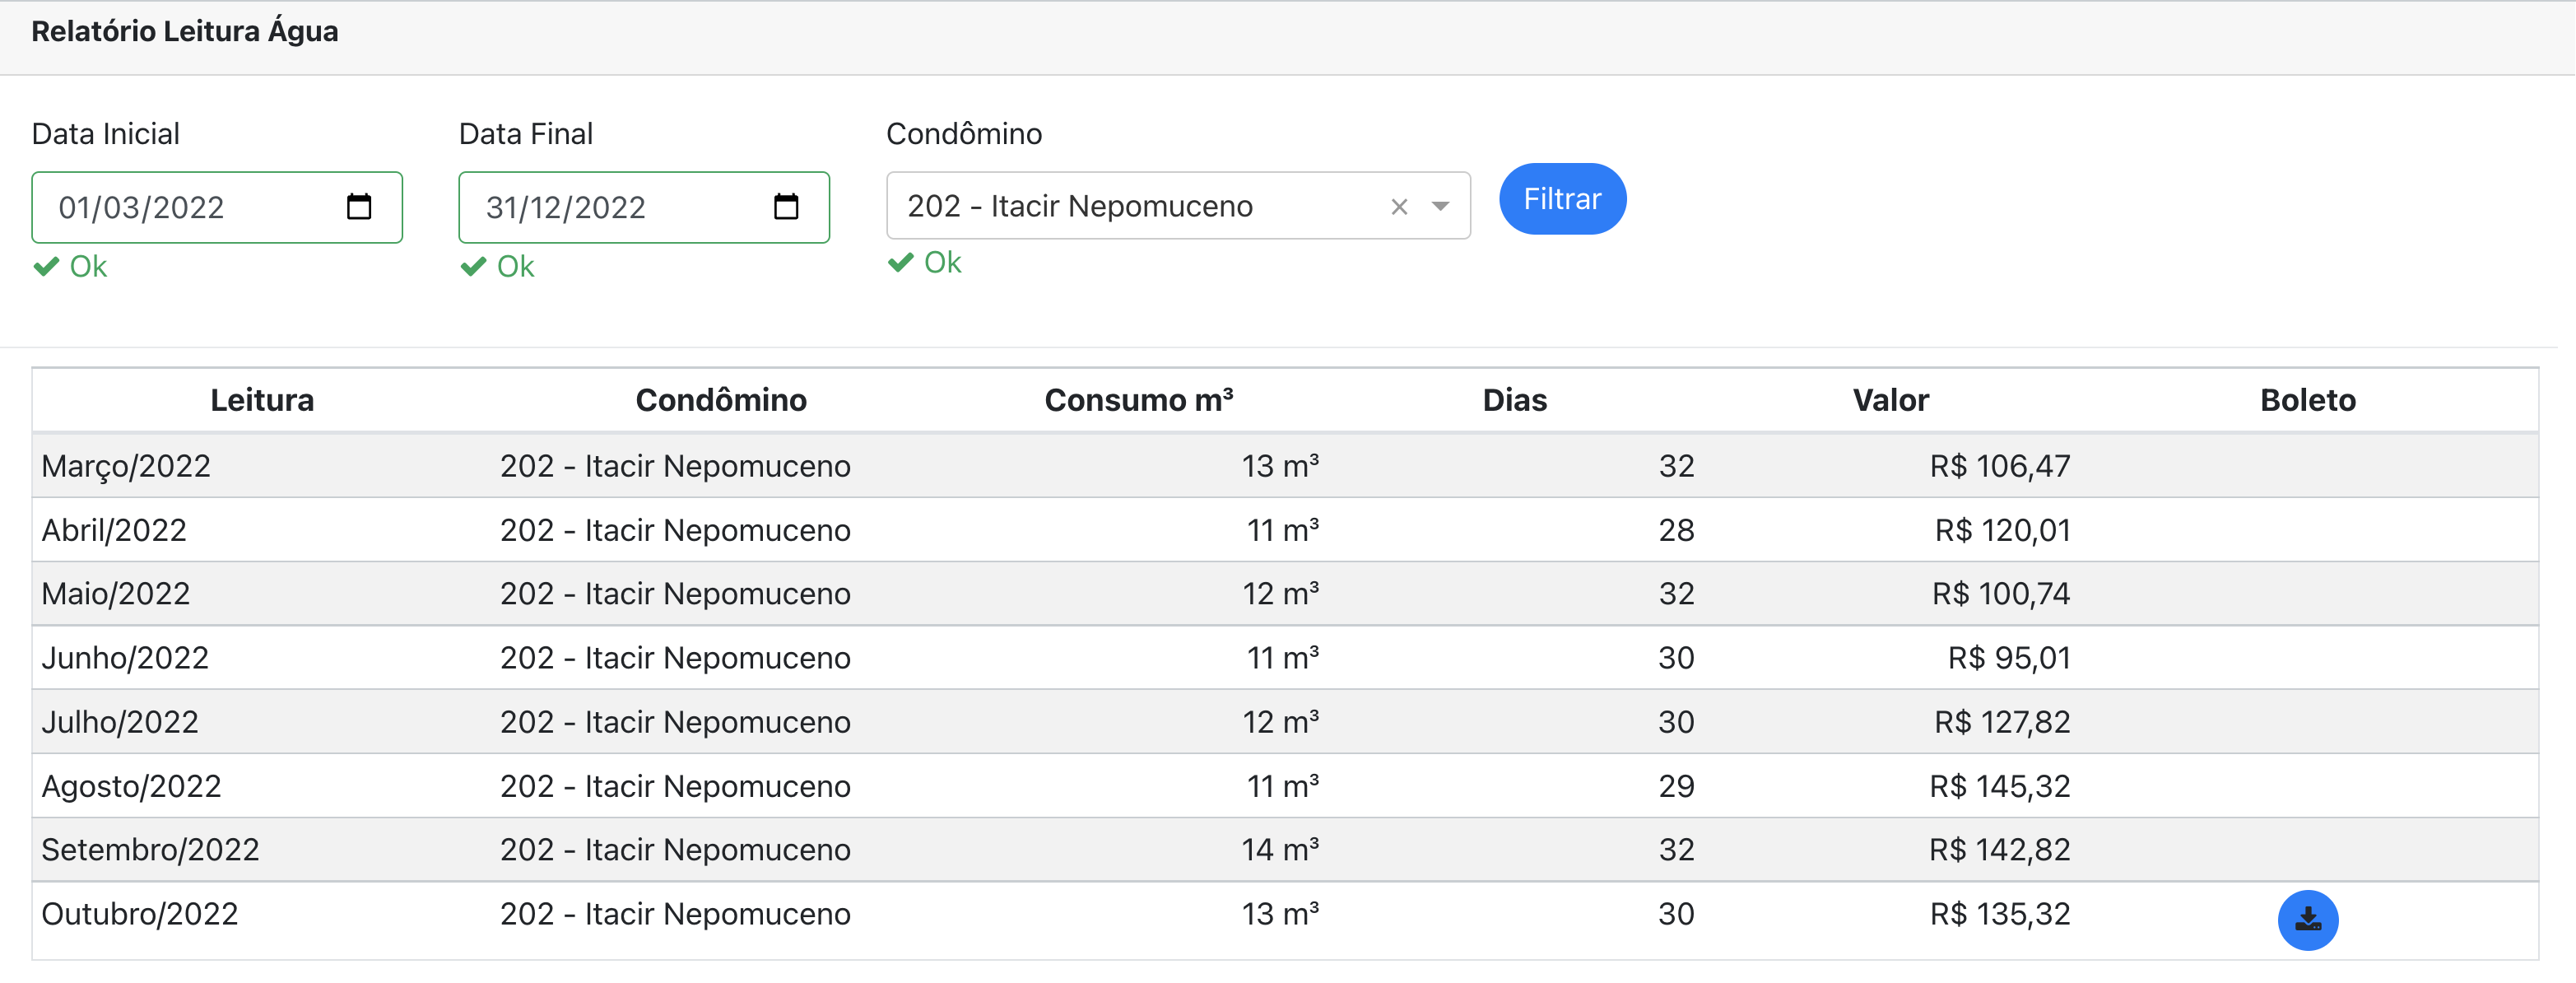 Relatório Leitura Água
Data Inicial Data Final Condômino
01/03/2022 31/12/2022 202 - Itacir Nepomuceno × Filtrar
Ok Ok Ok
Leitura Condômino Consumo m³ Dias Valor Boleto
Março/2022 202 - Itacir Nepomuceno 13 m³ 32 R$ 106,47
Abril/2022 202 - Itacir Nepomuceno 11 m³ 28 R$ 120,01
Maio/2022 202 - Itacir Nepomuceno 12 m³ 32 R$ 100,74
Junho/2022 202 - Itacir Nepomuceno 11 m³ 30 R$ 95,01
Julho/2022 202 - Itacir Nepomuceno 12 m³ 30 R$ 127,82
Agosto/2022 202 - Itacir Nepomuceno 11 m³ 29 R$ 145,32
Setembro/2022 202 - Itacir Nepomuceno 14 m³ 32 R$ 142,82
Outubro/2022 202 - Itacir Nepomuceno 13 m³ 30 R$ 135,32